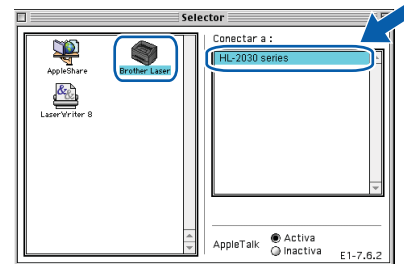 Selector
AppleShare
Brother Laser
LaserWriter 8
Conectar a :
HL-2030 series
AppleTalk
Activa
Inactiva
E1-7.6.2